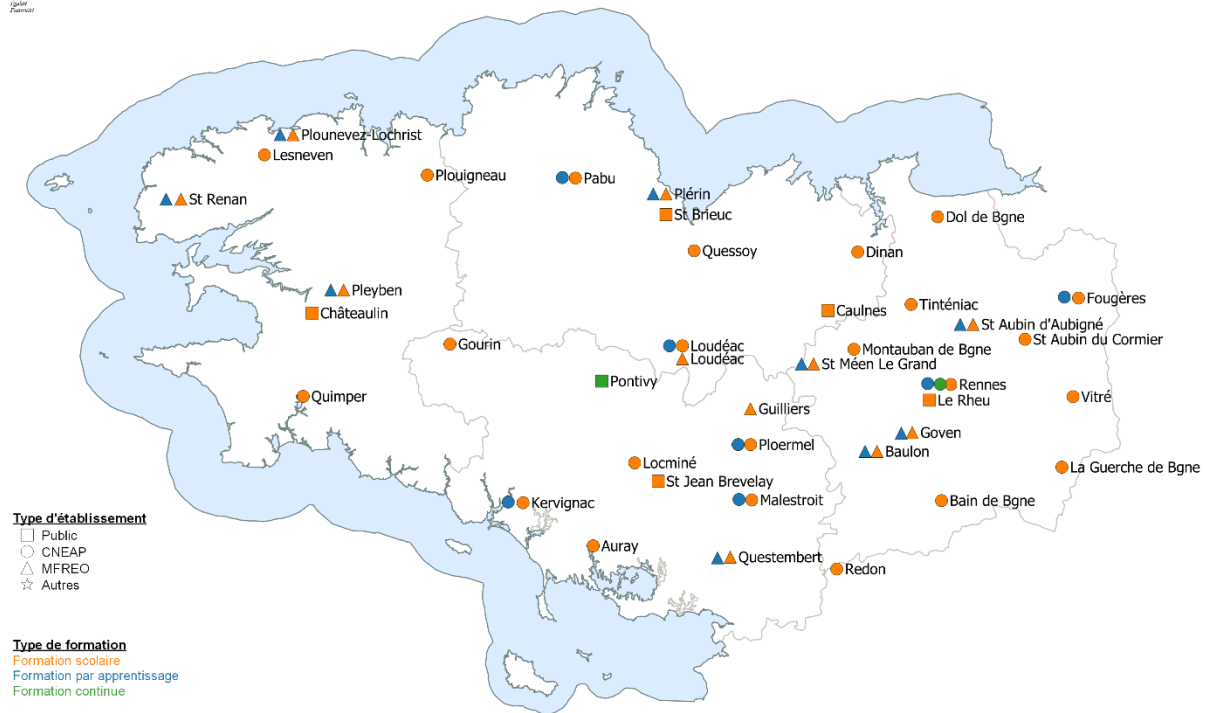 Égalité
Fraternité
Plounevez-Lochrist
Lesneven
Plouigneau
Pabu
St Renan
Plérin
St Brieuc
Dol de Bgne
Quessoy
Dinan
Pleyben
Châteaulin
Caulnes
Tinténiac
Fougères
St Aubin d'Aubigné
St Aubin du Cormier
Gourin
Loudéac
Loudéac
Montauban de Bgne
St Méen Le Grand
Pontivy
Rennes
Le Rheu
Vitré
Quimper
Guilliers
Goven
Ploermel
Baulon
Locminé
La Guerche de Bgne
St Jean Brevelay
Kervignac
Malestroit
Bain de Bgne
Auray
Questembert
Redon
Type d'établissement
Public
CNEAP
MFREO
Autres
Type de formation
Formation scolaire
Formation par apprentissage
Formation continue